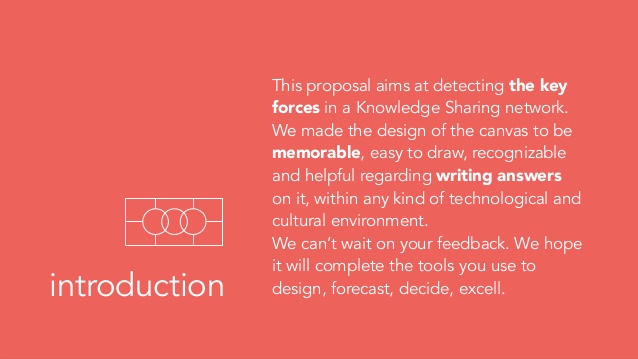 This proposal aims at detecting the key
forces in a Knowledge Sharing network.
We made the design of the canvas to be
memorable, easy to draw, recognizable
and helpful regarding writing answers
on it, within any kind of technological and
cultural environment.
We can’t wait on your feedback. We hope
it will complete the tools you use to
design, forecast, decide, excell.
introduction